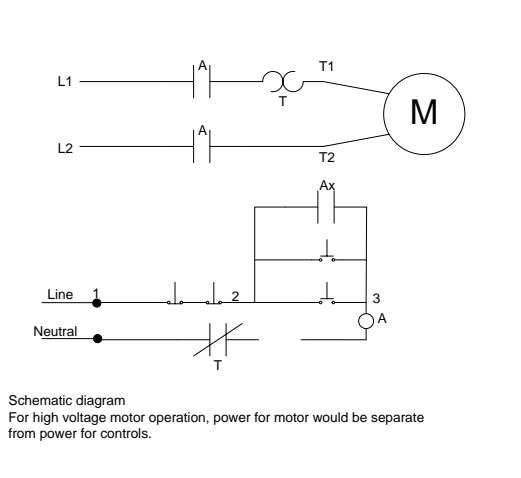 A
T1
L1
T
M
A
L2
T2
Ax
Line 1 2 3
A
Neutral
T
Schematic diagram
For high voltage motor operation, power for motor would be separate
from power for controls.